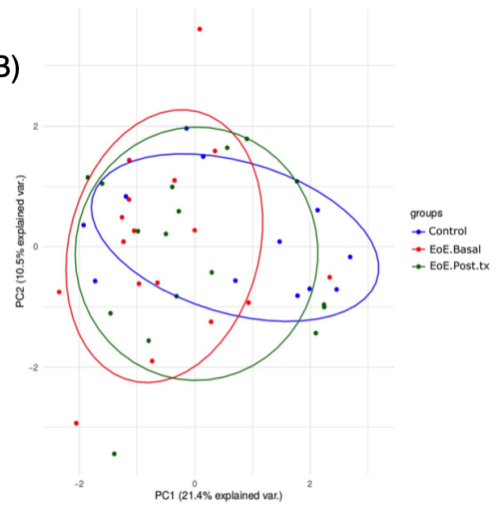 B)
2
0
−2
PC2 (10.5% explained var.)
−2
0
2
PC1 (21.4% explained var.)
groups
Control
EoE.Basal
EoE.Post.tx